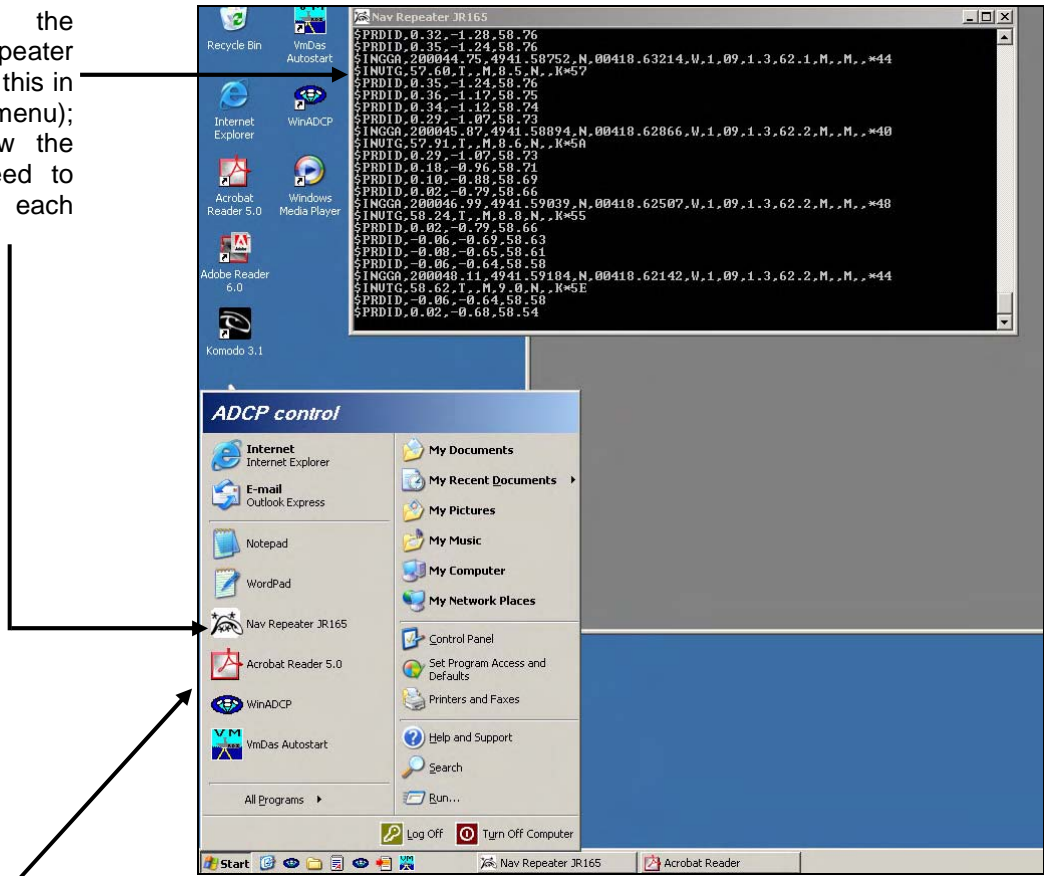 the
peater
this in
menu);
w the
eed to
each
Recycle Bin
VmDas Autostart
Internet Explorer
WinADCP
Acrobat Reader 5.0
Windows Media Player
Adobe Reader 6.0
Komodo 3.1
Nav Repeater JR165
$PRDID,0.32,-1.28,58.76
$PRDID,0.35,-1.24,58.76
$INGGA,200044.75,4941.58752,N,00418.63214,W,1,09,1.3,62.1,M,,M,,*44
$INVTG,57.60,T,,M,8.5,N,,K*57
$PRDID,0.35,-1.24,58.76
$PRDID,0.36,-1.17,58.75
$PRDID,0.34,-1.12,58.74
$PRDID,0.29,-1.07,58.73
$INGGA,200045.87,4941.58894,N,00418.62866,W,1,09,1.3,62.2,M,,M,,*40
$INVTG,57.91,T,,M,8.6,N,,K*5A
$PRDID,0.29,-1.07,58.73
$PRDID,0.18,-0.96,58.71
$PRDID,0.10,-0.88,58.69
$PRDID,0.02,-0.79,58.66
$INGGA,200046.99,4941.59039,N,00418.62507,W,1,09,1.3,62.2,M,,M,,*48
$INVTG,58.24,T,,M,8.8,N,,K*55
$PRDID,0.02,-0.79,58.66
$PRDID,-0.06,-0.69,58.63
$PRDID,-0.08,-0.65,58.61
$PRDID,-0.06,-0.64,58.58
$INGGA,200048.11,4941.59184,N,00418.62142,W,1,09,1.3,62.2,M,,M,,*44
$INVTG,58.62,T,,M,9.0,N,,K*5E
$PRDID,-0.06,-0.64,58.58
$PRDID,0.02,-0.68,58.54
ADCP control
Internet
Internet Explorer
E-mail
Outlook Express
Notepad
WordPad
Nav Repeater JR165
Acrobat Reader 5.0
WinADCP
VM
VmDas Autostart
All Programs
My Documents
My Recent Documents
My Pictures
My Music
My Computer
My Network Places
Control Panel
Set Program Access and
Defaults
Printers and Faxes
Help and Support
Search
Run...
Log Off
Turn Off Computer
Start
Nav Repeater JR165
Acrobat Reader